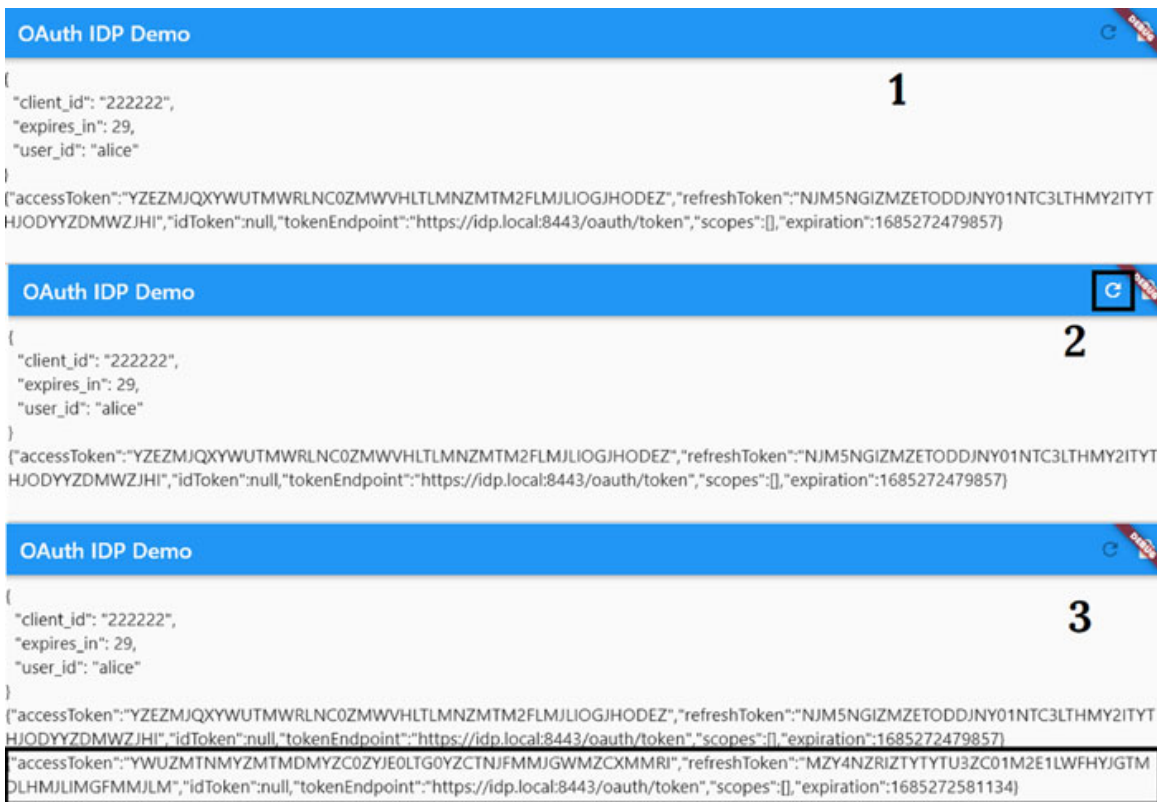 OAuth IDP Demo
DEBUG
1
{
"client_id": "222222",
"expires_in": 29,
"user_id": "alice"
}
{"accessToken":"YZEZMJQXYWUTMWRLNC0ZMWVHLTLMNZMTM2FLMJLIOGJHODEZ","refreshToken":"NJM5NGIZMZETODDJNY01NTC3LTHMY2ITYT
HJODYYZDMWZJHI","idToken":null,"tokenEndpoint":"https://idp.local:8443/oauth/token","scopes":[],"expiration":1685272479857}
OAuth IDP Demo
DEBUG
2
{
"client_id": "222222",
"expires_in": 29,
"user_id": "alice"
}
{"accessToken":"YZEZMJQXYWUTMWRLNC0ZMWVHLTLMNZMTM2FLMJLIOGJHODEZ","refreshToken":"NJM5NGIZMZETODDJNY01NTC3LTHMY2ITYT
HJODYYZDMWZJHI","idToken":null,"tokenEndpoint":"https://idp.local:8443/oauth/token","scopes":[],"expiration":1685272479857}
OAuth IDP Demo
DEBUG
3
{
"client_id": "222222",
"expires_in": 29,
"user_id": "alice"
}
{"accessToken":"YZEZMJQXYWUTMWRLNC0ZMWVHLTLMNZMTM2FLMJLIOGJHODEZ","refreshToken":"NJM5NGIZMZETODDJNY01NTC3LTHMY2ITYT
HJODYYZDMWZJHI","idToken":null,"tokenEndpoint":"https://idp.local:8443/oauth/token","scopes":[],"expiration":1685272479857}
{"accessToken":"YWUZMTNMYZMTMDMYZC0ZYJE0LTG0YZCTNJFMMJGWMZCXMMRI","refreshToken":"MZY4NZRIZTYTYTU3ZC01M2E1LWFHYJGTM
DLHMJLIMGFMMJLM","idToken":null,"tokenEndpoint":"https://idp.local:8443/oauth/token","scopes":[],"expiration":1685272581134}